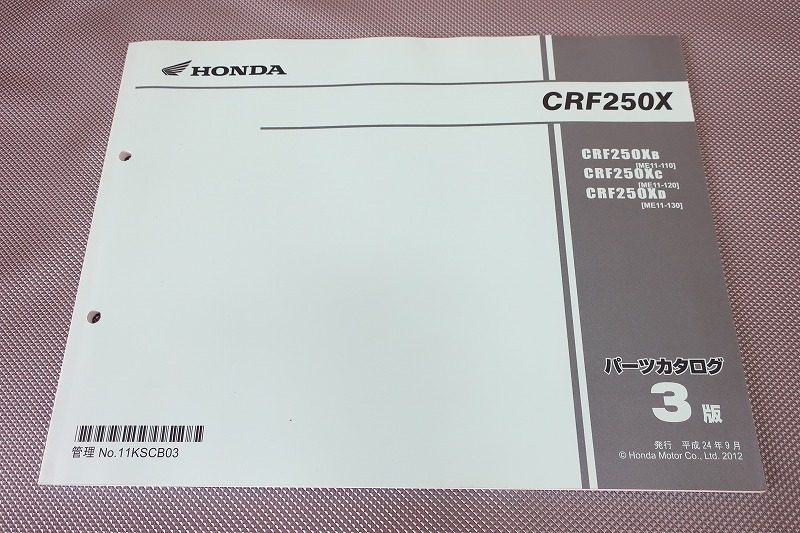 HONDA
CRF250X
CRF250XB
[ME11-110]
CRF250XC
[ME11-120]
CRF250XD
[ME11-130]
パーツカタログ
3版
発行 平成24年9月
© Honda Motor Co., Ltd. 2012
管理 No.11KSCB03